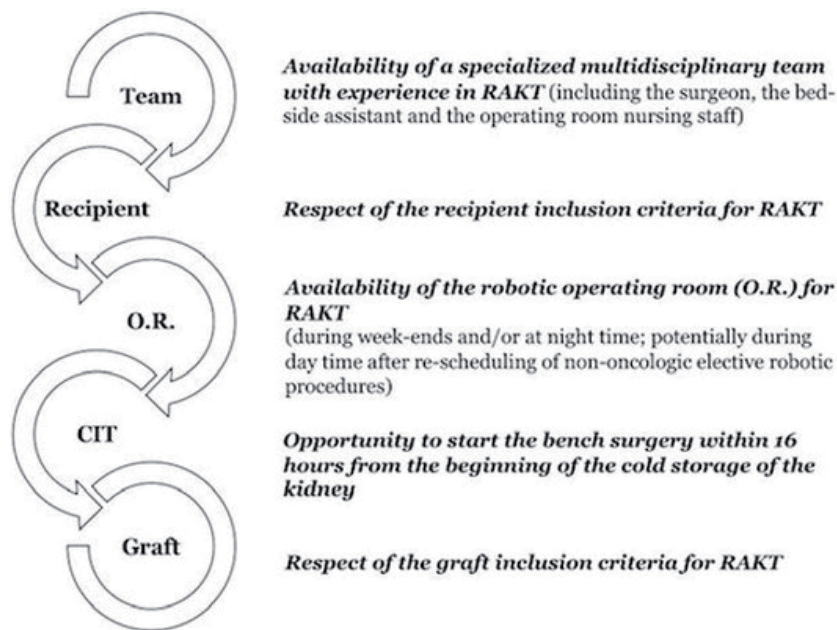 Team
Availability of a specialized multidisciplinary team
with experience in RAKT (including the surgeon, the bed-
side assistant and the operating room nursing staff)
Recipient
Respect of the recipient inclusion criteria for RAKT
O.R.
Availability of the robotic operating room (O.R.) for
RAKT
(during week-ends and/or at night time; potentially during
day time after re-scheduling of non-oncologic elective robotic
procedures)
CIT
Opportunity to start the bench surgery within 16
hours from the beginning of the cold storage of the
kidney
Graft
Respect of the graft inclusion criteria for RAKT